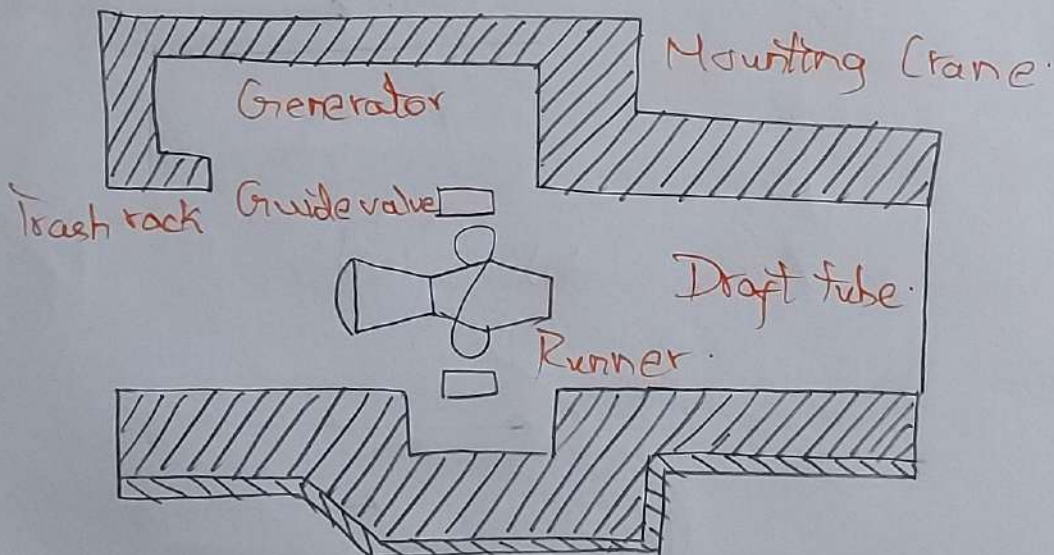 Mounting Crane.
Generator
Trash rack
Guide valve
Draft tube.
Runner.